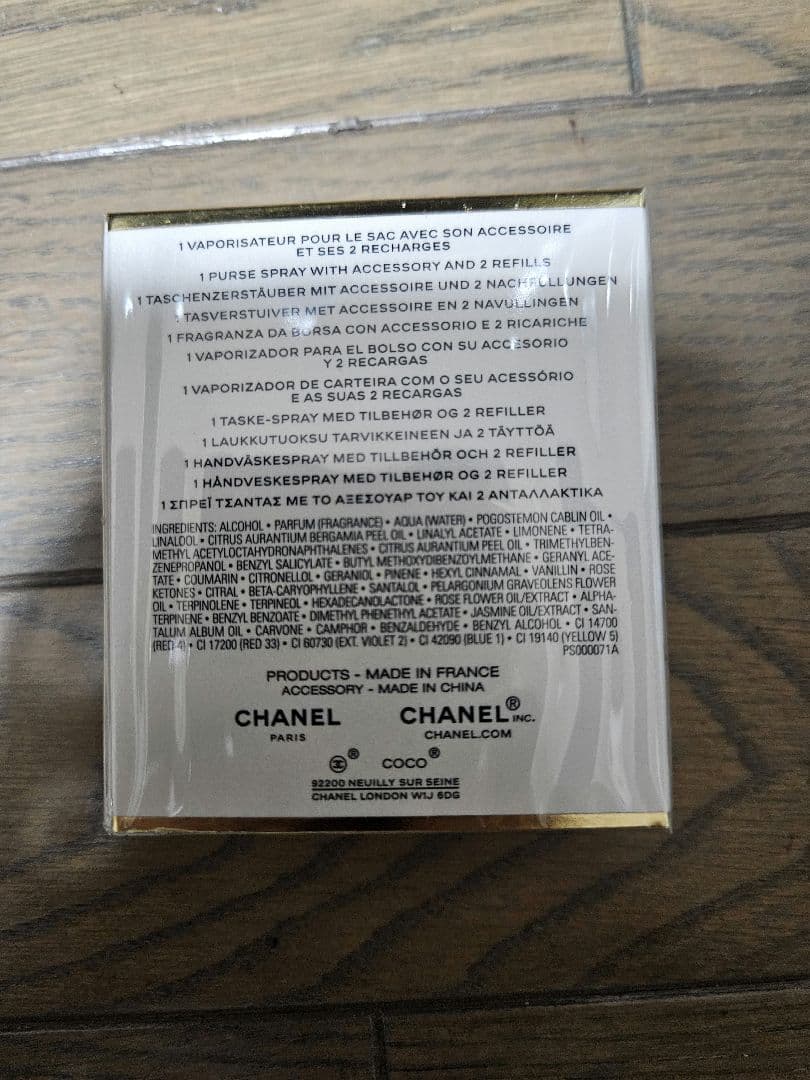 1 VAPORISATEUR POUR LE SAC AVEC SON ACCESSOIRE
ET SES 2 RECHARGES
1 PURSE SPRAY WITH ACCESSORY AND 2 REFILLS
1 TASCHENZERSTÄUBER MIT ACCESSOIRE UND 2 NACHFÜLLUNGEN
1 TASVERSTUIVER MET ACCESSOIRE EN 2 NAVULLINGEN
1 FRAGRANZA DA BORSA CON ACCESSORIO E 2 RICARICHE
1 VAPORIZADOR PARA EL BOLSO CON SU ACCESORIO
Y 2 RECARGAS
1 VAPORIZADOR DE CARTEIRA COM O SEU ACESSÓRIO
E AS SUAS 2 RECARGAS
1 TASKE-SPRAY MED TILBEHØR OG 2 REFILLER
1 LAUKKUTUOKSU TARVIKKEINEEN JA 2 TÄYTTÖÄ
1 HANDVÄSKESPRAY MED TILLBEHÖR OCH 2 REFILLER
1 HÅNDVESKESPRAY MED TILBEHØR OG 2 REFILLER
1 ΣΠΡΕΪ ΤΣΑΝΤΑΣ ΜΕ ΤΟ ΑΞΕΣΟΥΑΡ ΤΟΥ ΚΑΙ 2 ΑΝΤΑΛΛΑΚΤΙΚΑ
INGREDIENTS: ALCOHOL • PARFUM (FRAGRANCE) • AQUA (WATER) • POGOSTEMON CABLIN OIL •
LINALOOL • CITRUS AURANTIUM BERGAMIA PEEL OIL • LINALYL ACETATE • LIMONENE • TETRA-
METHYL ACETYLOCTAHYDRONAPHTHALENES • CITRUS AURANTIUM PEEL OIL • TRIMETHYLBEN-
ZENEPROPANOL • BENZYL SALICYLATE • BUTYL METHOXYDIBENZOYLMETHANE • GERANYL ACE-
TATE • COUMARIN • CITRONELLOL • GERANIOL • PINENE • HEXYL CINNAMAL • VANILLIN • ROSE
KETONES • CITRAL • BETA-CARYOPHYLLENE • SANTALOL • PELARGONIUM GRAVEOLENS FLOWER
OIL • TERPINOLENE • TERPINEOL • HEXADECANOLACTONE • ROSE FLOWER OIL/EXTRACT • ALPHA-
TERPINENE • BENZYL BENZOATE • DIMETHYL PHENETHYL ACETATE • JASMINE OIL/EXTRACT • SAN-
TALUM ALBUM OIL • CARVONE • CAMPHOR • BENZALDEHYDE • BENZYL ALCOHOL • CI 14700
(RED 4) • CI 17200 (RED 33) • CI 60730 (EXT. VIOLET 2) • CI 42090 (BLUE 1) • CI 19140 (YELLOW 5)
PS000071A
PRODUCTS - MADE IN FRANCE
ACCESSORY - MADE IN CHINA
CHANEL CHANEL® INC.
PARIS CHANEL.COM
® COCO®
92200 NEUILLY SUR SEINE
CHANEL LONDON W1J 6DG